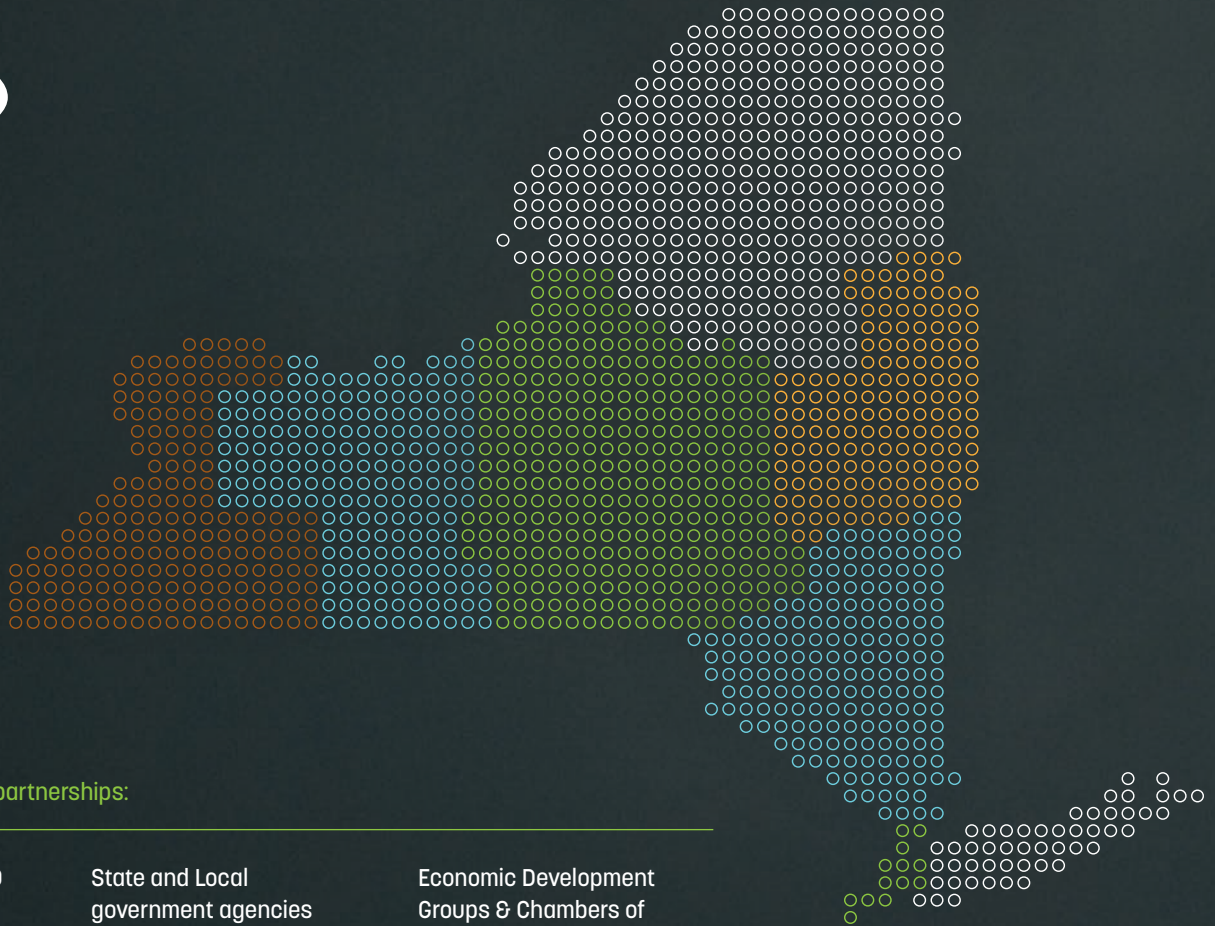 partnerships:
State and Local
government agencies
Economic Development
Groups & Chambers of